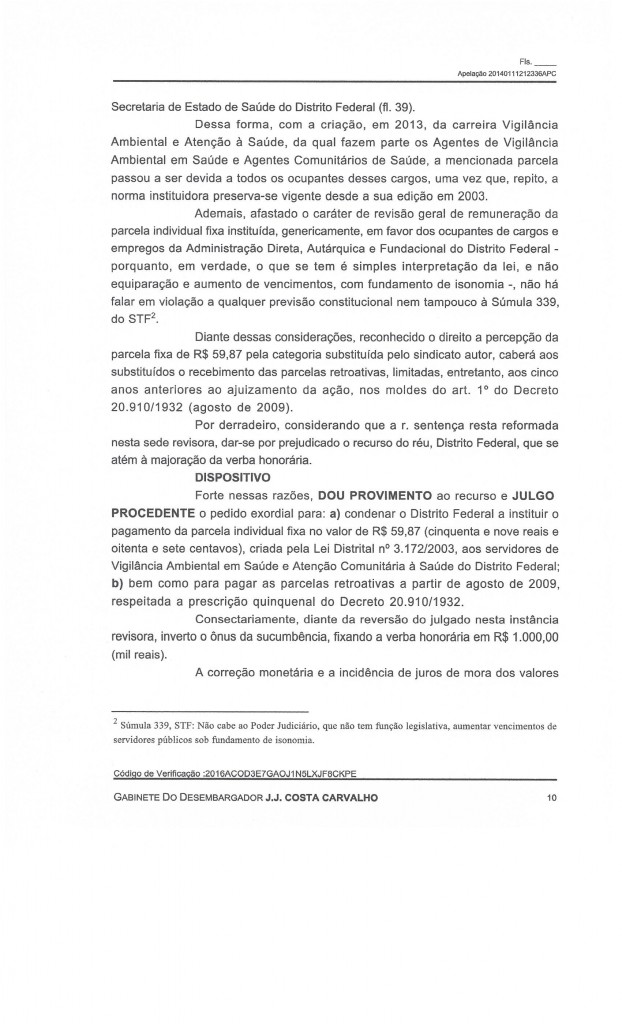 Fls. _____
Apelação 20140111212336APC
Secretaria de Estado de Saúde do Distrito Federal (fl. 39).
Dessa forma, com a criação, em 2013, da carreira Vigilância
Ambiental e Atenção à Saúde, da qual fazem parte os Agentes de Vigilância
Ambiental em Saúde e Agentes Comunitários de Saúde, a mencionada parcela
passou a ser devida a todos os ocupantes desses cargos, uma vez que, repito, a
norma instituidora preserva-se vigente desde a sua edição em 2003.
Ademais, afastado o caráter de revisão geral de remuneração da
parcela individual fixa instituída, genericamente, em favor dos ocupantes de cargos e
empregos da Administração Direta, Autárquica e Fundacional do Distrito Federal -
porquanto, em verdade, o que se tem é simples interpretação da lei, e não
equiparação e aumento de vencimentos, com fundamento de isonomia -, não há
falar em violação a qualquer previsão constitucional nem tampouco à Súmula 339,
do STF².
Diante dessas considerações, reconhecido o direito a percepção da
parcela fixa de R$ 59,87 pela categoria substituída pelo sindicato autor, caberá aos
substituídos o recebimento das parcelas retroativas, limitadas, entretanto, aos cinco
anos anteriores ao ajuizamento da ação, nos moldes do art. 1º do Decreto
20.910/1932 (agosto de 2009).
Por derradeiro, considerando que a r. sentença resta reformada
nesta sede revisora, dar-se por prejudicado o recurso do réu, Distrito Federal, que se
atém à majoração da verba honorária.
DISPOSITIVO
Forte nessas razões, DOU PROVIMENTO ao recurso e JULGO
PROCEDENTE o pedido exordial para: a) condenar o Distrito Federal a instituir o
pagamento da parcela individual fixa no valor de R$ 59,87 (cinquenta e nove reais e
oitenta e sete centavos), criada pela Lei Distrital nº 3.172/2003, aos servidores de
Vigilância Ambiental em Saúde e Atenção Comunitária à Saúde do Distrito Federal;
b) bem como para pagar as parcelas retroativas a partir de agosto de 2009,
respeitada a prescrição quinquenal do Decreto 20.910/1932.
Consectariamente, diante da reversão do julgado nesta instância
revisora, inverto o ônus da sucumbência, fixando a verba honorária em R$ 1.000,00
(mil reais).
A correção monetária e a incidência de juros de mora dos valores
² Súmula 339, STF: Não cabe ao Poder Judiciário, que não tem função legislativa, aumentar vencimentos de
servidores públicos sob fundamento de isonomia.
Código de Verificação :2016ACOD3E7GAOJ1N5LXJF8CKPE
GABINETE DO DESEMBARGADOR J.J. COSTA CARVALHO 10